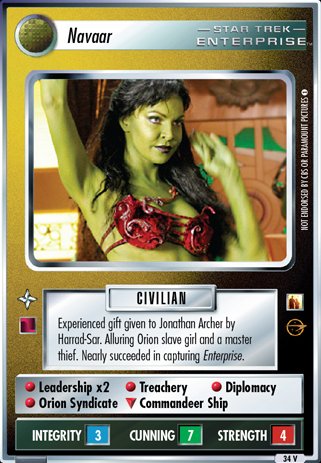 Navaar
STAR TREK
ENTERPRISE™
NOT ENDORSED BY CBS OR PARAMOUNT PICTURES
CIVILIAN
Experienced gift given to Jonathan Archer by
Harrad-Sar. Alluring Orion slave girl and a master
thief. Nearly succeeded in capturing Enterprise.
Leadership x2 Treachery Diplomacy
Orion Syndicate Commandeer Ship
INTEGRITY 3 CUNNING 7 STRENGTH 4
34 V